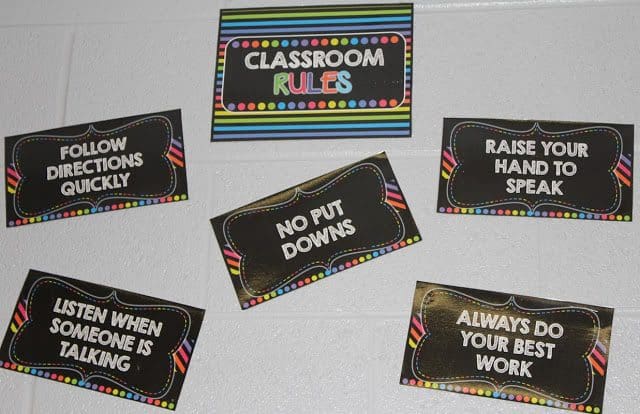 CLASSROOM
RULES
FOLLOW
DIRECTIONS
QUICKLY
NO PUT
DOWNS
RAISE YOUR
HAND TO
SPEAK
LISTEN WHEN
SOMEONE IS
TALKING
ALWAYS DO
YOUR BEST
WORK